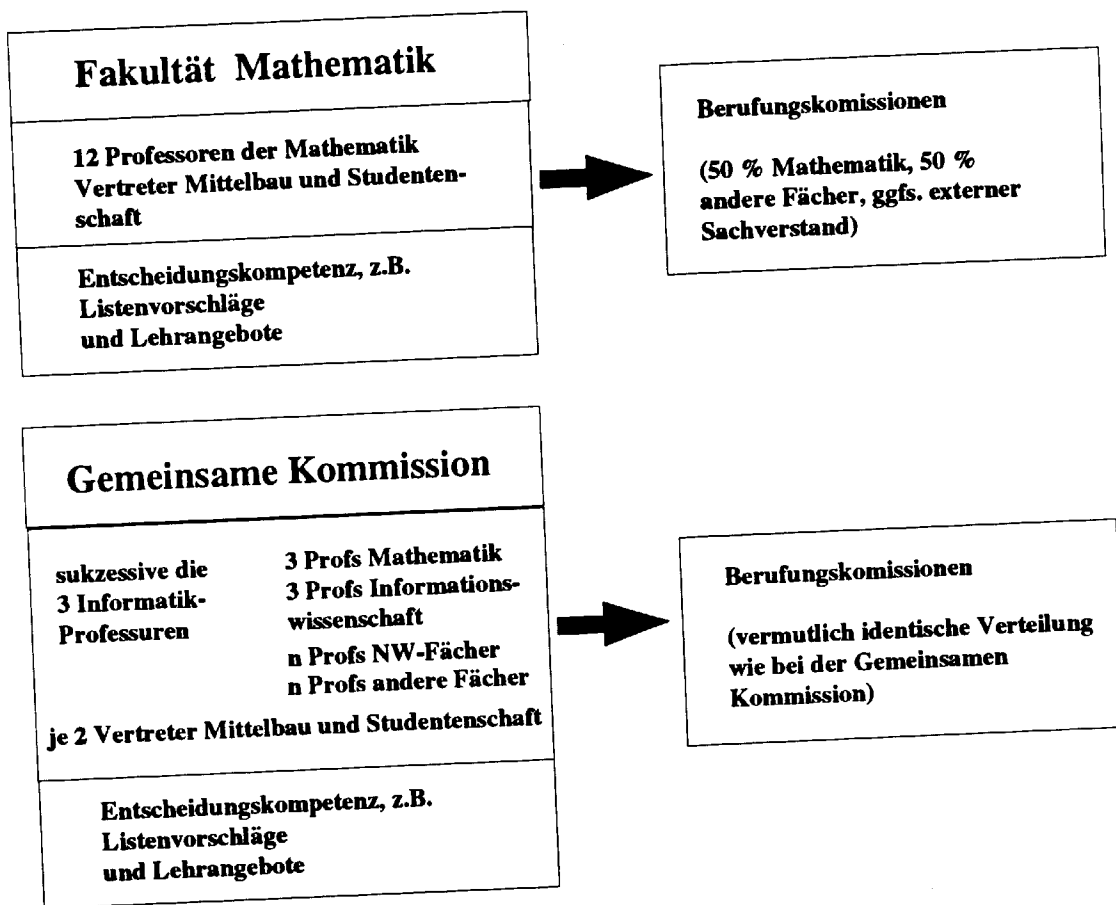 Fakultät Mathematik
12 Professoren der Mathematik
Vertreter Mittelbau und Studenten-
schaft
Entscheidungskompetenz, z.B.
Listenvorschläge
und Lehrangebote
Berufungskomissionen
(50 % Mathematik, 50 %
andere Fächer, ggfs. externer
Sachverstand)
Gemeinsame Kommission
sukzessive die
3 Informatik-
Professuren
3 Profs Mathematik
3 Profs Informations-
wissenschaft
n Profs NW-Fächer
n Profs andere Fächer
je 2 Vertreter Mittelbau und Studentenschaft
Entscheidungskompetenz, z.B.
Listenvorschläge
und Lehrangebote
Berufungskomissionen
(vermutlich identische Verteilung
wie bei der Gemeinsamen
Kommission)